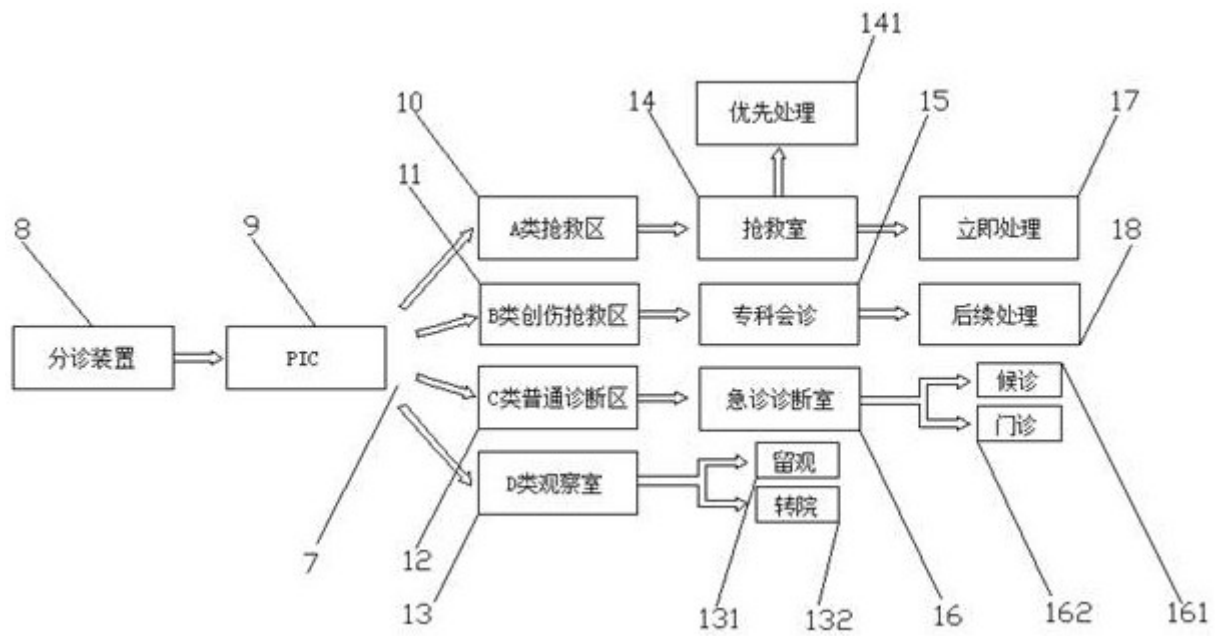 141
10
14
优先处理
15
17
11
8
9
A类抢救区
抢救室
立即处理
18
B类创伤抢救区
专科会诊
后续处理
分诊装置
PIC
C类普通诊断区
急诊诊断室
候诊
门诊
D类观察室
留观
转院
7
12
13
131
132
16
162
161